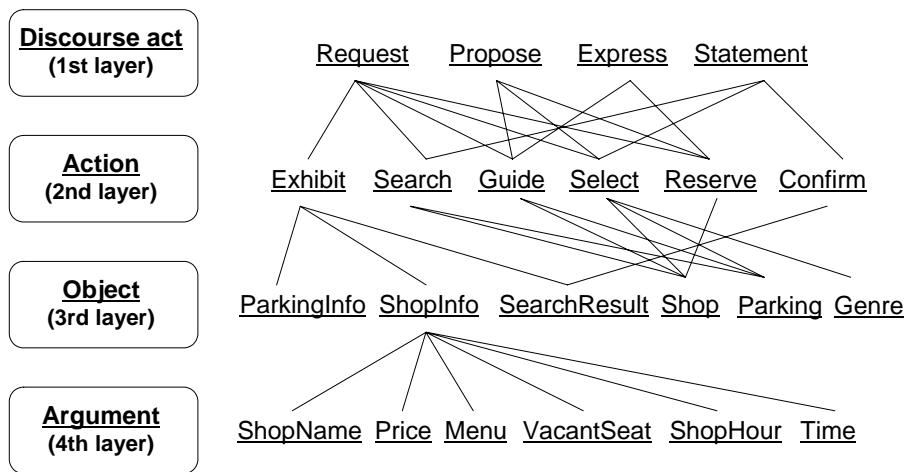 Discourse act
(1st layer)
Request Propose Express Statement
Action
(2nd layer)
Exhibit Search Guide Select Reserve Confirm
Object
(3rd layer)
ParkingInfo ShopInfo SearchResult Shop Parking Genre
Argument
(4th layer)
ShopName Price Menu VacantSeat ShopHour Time